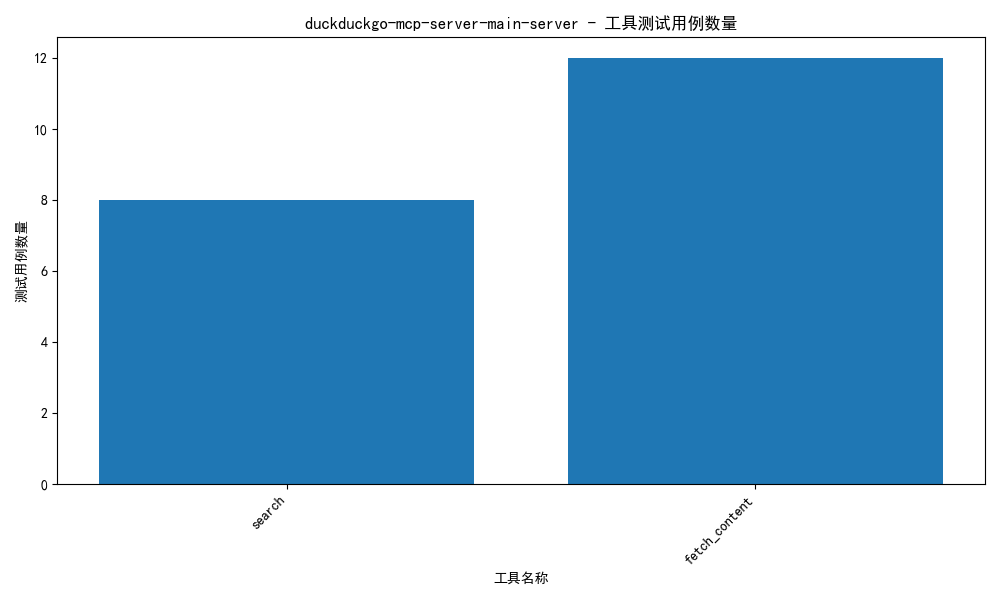 duckduckgo-mcp-server-main-server - 工具测试用例数量
测试用例数量
12
10
8
6
4
2
0
search
fetch_content
工具名称